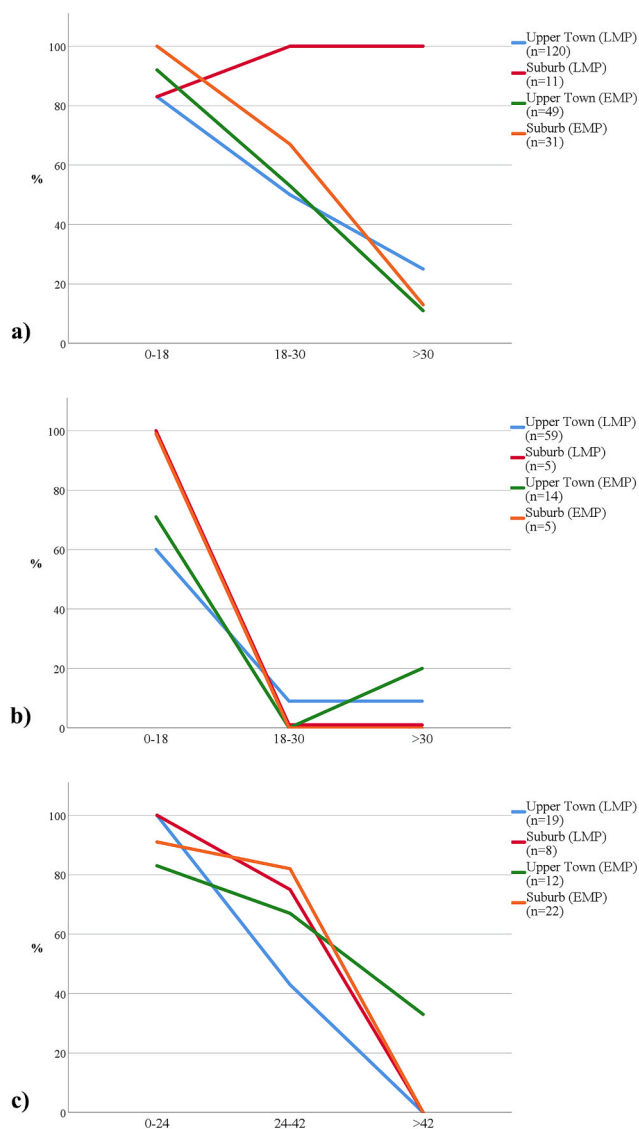 100
80
60
%
40
20
0
0-18 18-30 >30
Upper Town (LMP)
(n=120)
Suburb (LMP)
(n=11)
Upper Town (EMP)
(n=49)
Suburb (EMP)
(n=31)
a)
100
80
60
%
40
20
0
0-18 18-30 >30
Upper Town (LMP)
(n=59)
Suburb (LMP)
(n=5)
Upper Town (EMP)
(n=14)
Suburb (EMP)
(n=5)
b)
100
80
60
%
40
20
0
0-24 24-42 >42
Upper Town (LMP)
(n=19)
Suburb (LMP)
(n=8)
Upper Town (EMP)
(n=12)
Suburb (EMP)
(n=22)
c)